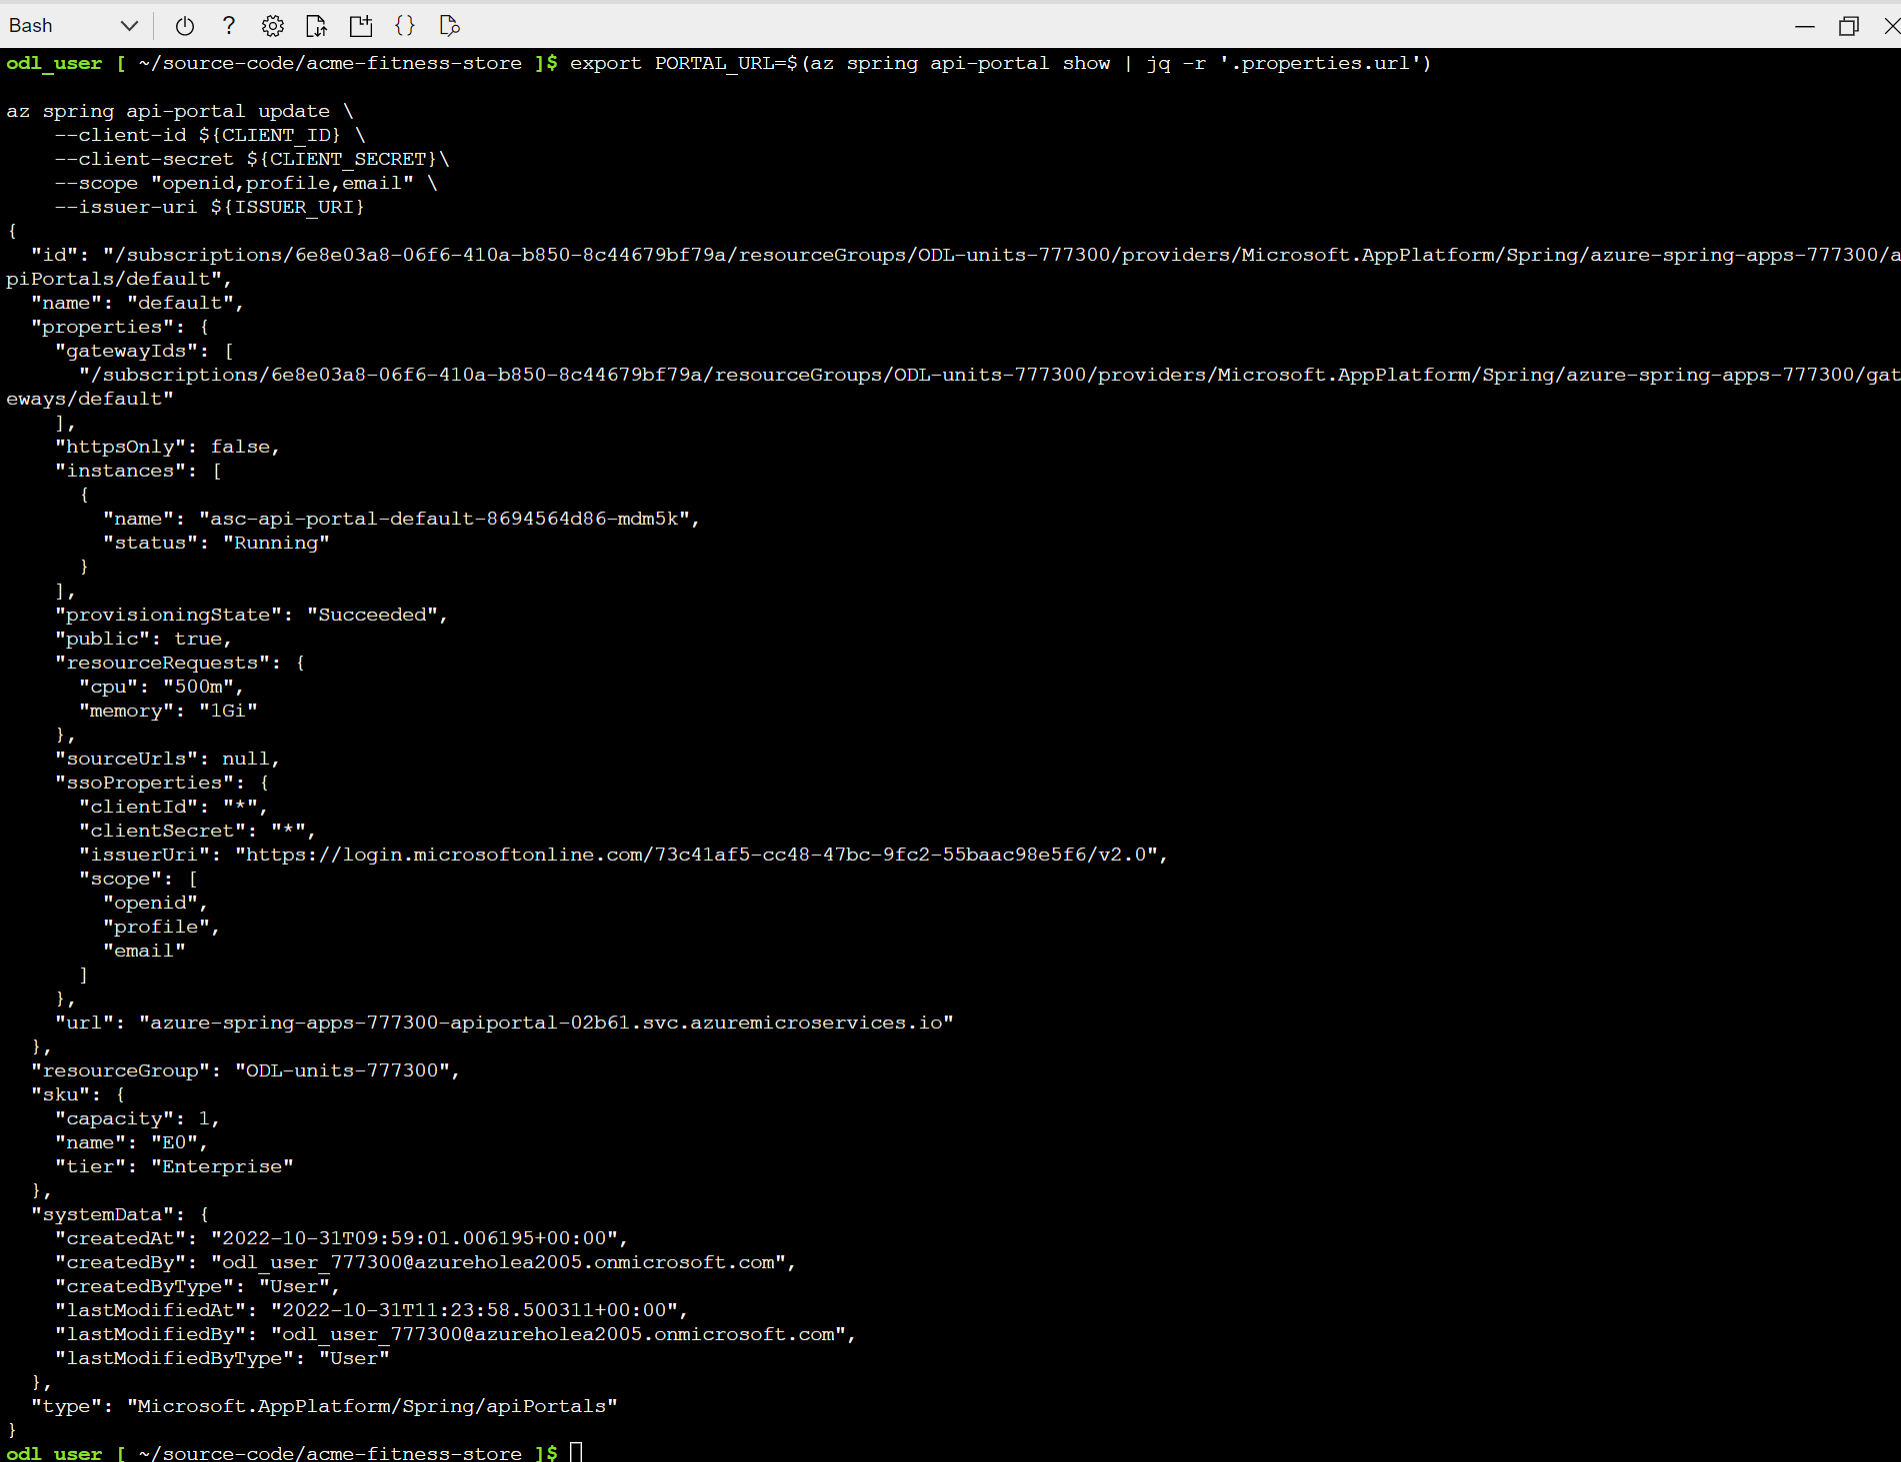 Bash
? {}
odl_user [ ~/source-code/acme-fitness-store ]$ export PORTAL_URL=$(az spring api-portal show | jq -r '.properties.url')
az spring api-portal update \
    --client-id ${CLIENT_ID} \
    --client-secret ${CLIENT_SECRET}\
    --scope "openid,profile,email" \
    --issuer-uri ${ISSUER_URI}
{
  "id": "/subscriptions/6e8e03a8-06f6-410a-b850-8c44679bf79a/resourceGroups/ODL-units-777300/providers/Microsoft.AppPlatform/Spring/azure-spring-apps-777300/a
piPortals/default",
  "name": "default",
  "properties": {
    "gatewayIds": [
      "/subscriptions/6e8e03a8-06f6-410a-b850-8c44679bf79a/resourceGroups/ODL-units-777300/providers/Microsoft.AppPlatform/Spring/azure-spring-apps-777300/gat
eways/default"
    ],
    "httpsOnly": false,
    "instances": [
      {
        "name": "asc-api-portal-default-8694564d86-mdm5k",
        "status": "Running"
      }
    ],
    "provisioningState": "Succeeded",
    "public": true,
    "resourceRequests": {
      "cpu": "500m",
      "memory": "1Gi"
    },
    "sourceUrls": null,
    "ssoProperties": {
      "clientId": "*",
      "clientSecret": "*",
      "issuerUri": "https://login.microsoftonline.com/73c41af5-cc48-47bc-9fc2-55baac98e5f6/v2.0",
      "scope": [
        "openid",
        "profile",
        "email"
      ]
    },
    "url": "azure-spring-apps-777300-apiportal-02b61.svc.azuremicroservices.io"
  },
  "resourceGroup": "ODL-units-777300",
  "sku": {
    "capacity": 1,
    "name": "E0",
    "tier": "Enterprise"
  },
  "systemData": {
    "createdAt": "2022-10-31T09:59:01.006195+00:00",
    "createdBy": "odl_user_777300@azureholea2005.onmicrosoft.com",
    "createdByType": "User",
    "lastModifiedAt": "2022-10-31T11:23:58.500311+00:00",
    "lastModifiedBy": "odl_user_777300@azureholea2005.onmicrosoft.com",
    "lastModifiedByType": "User"
  },
  "type": "Microsoft.AppPlatform/Spring/apiPortals"
}
odl_user [ ~/source-code/acme-fitness-store ]$